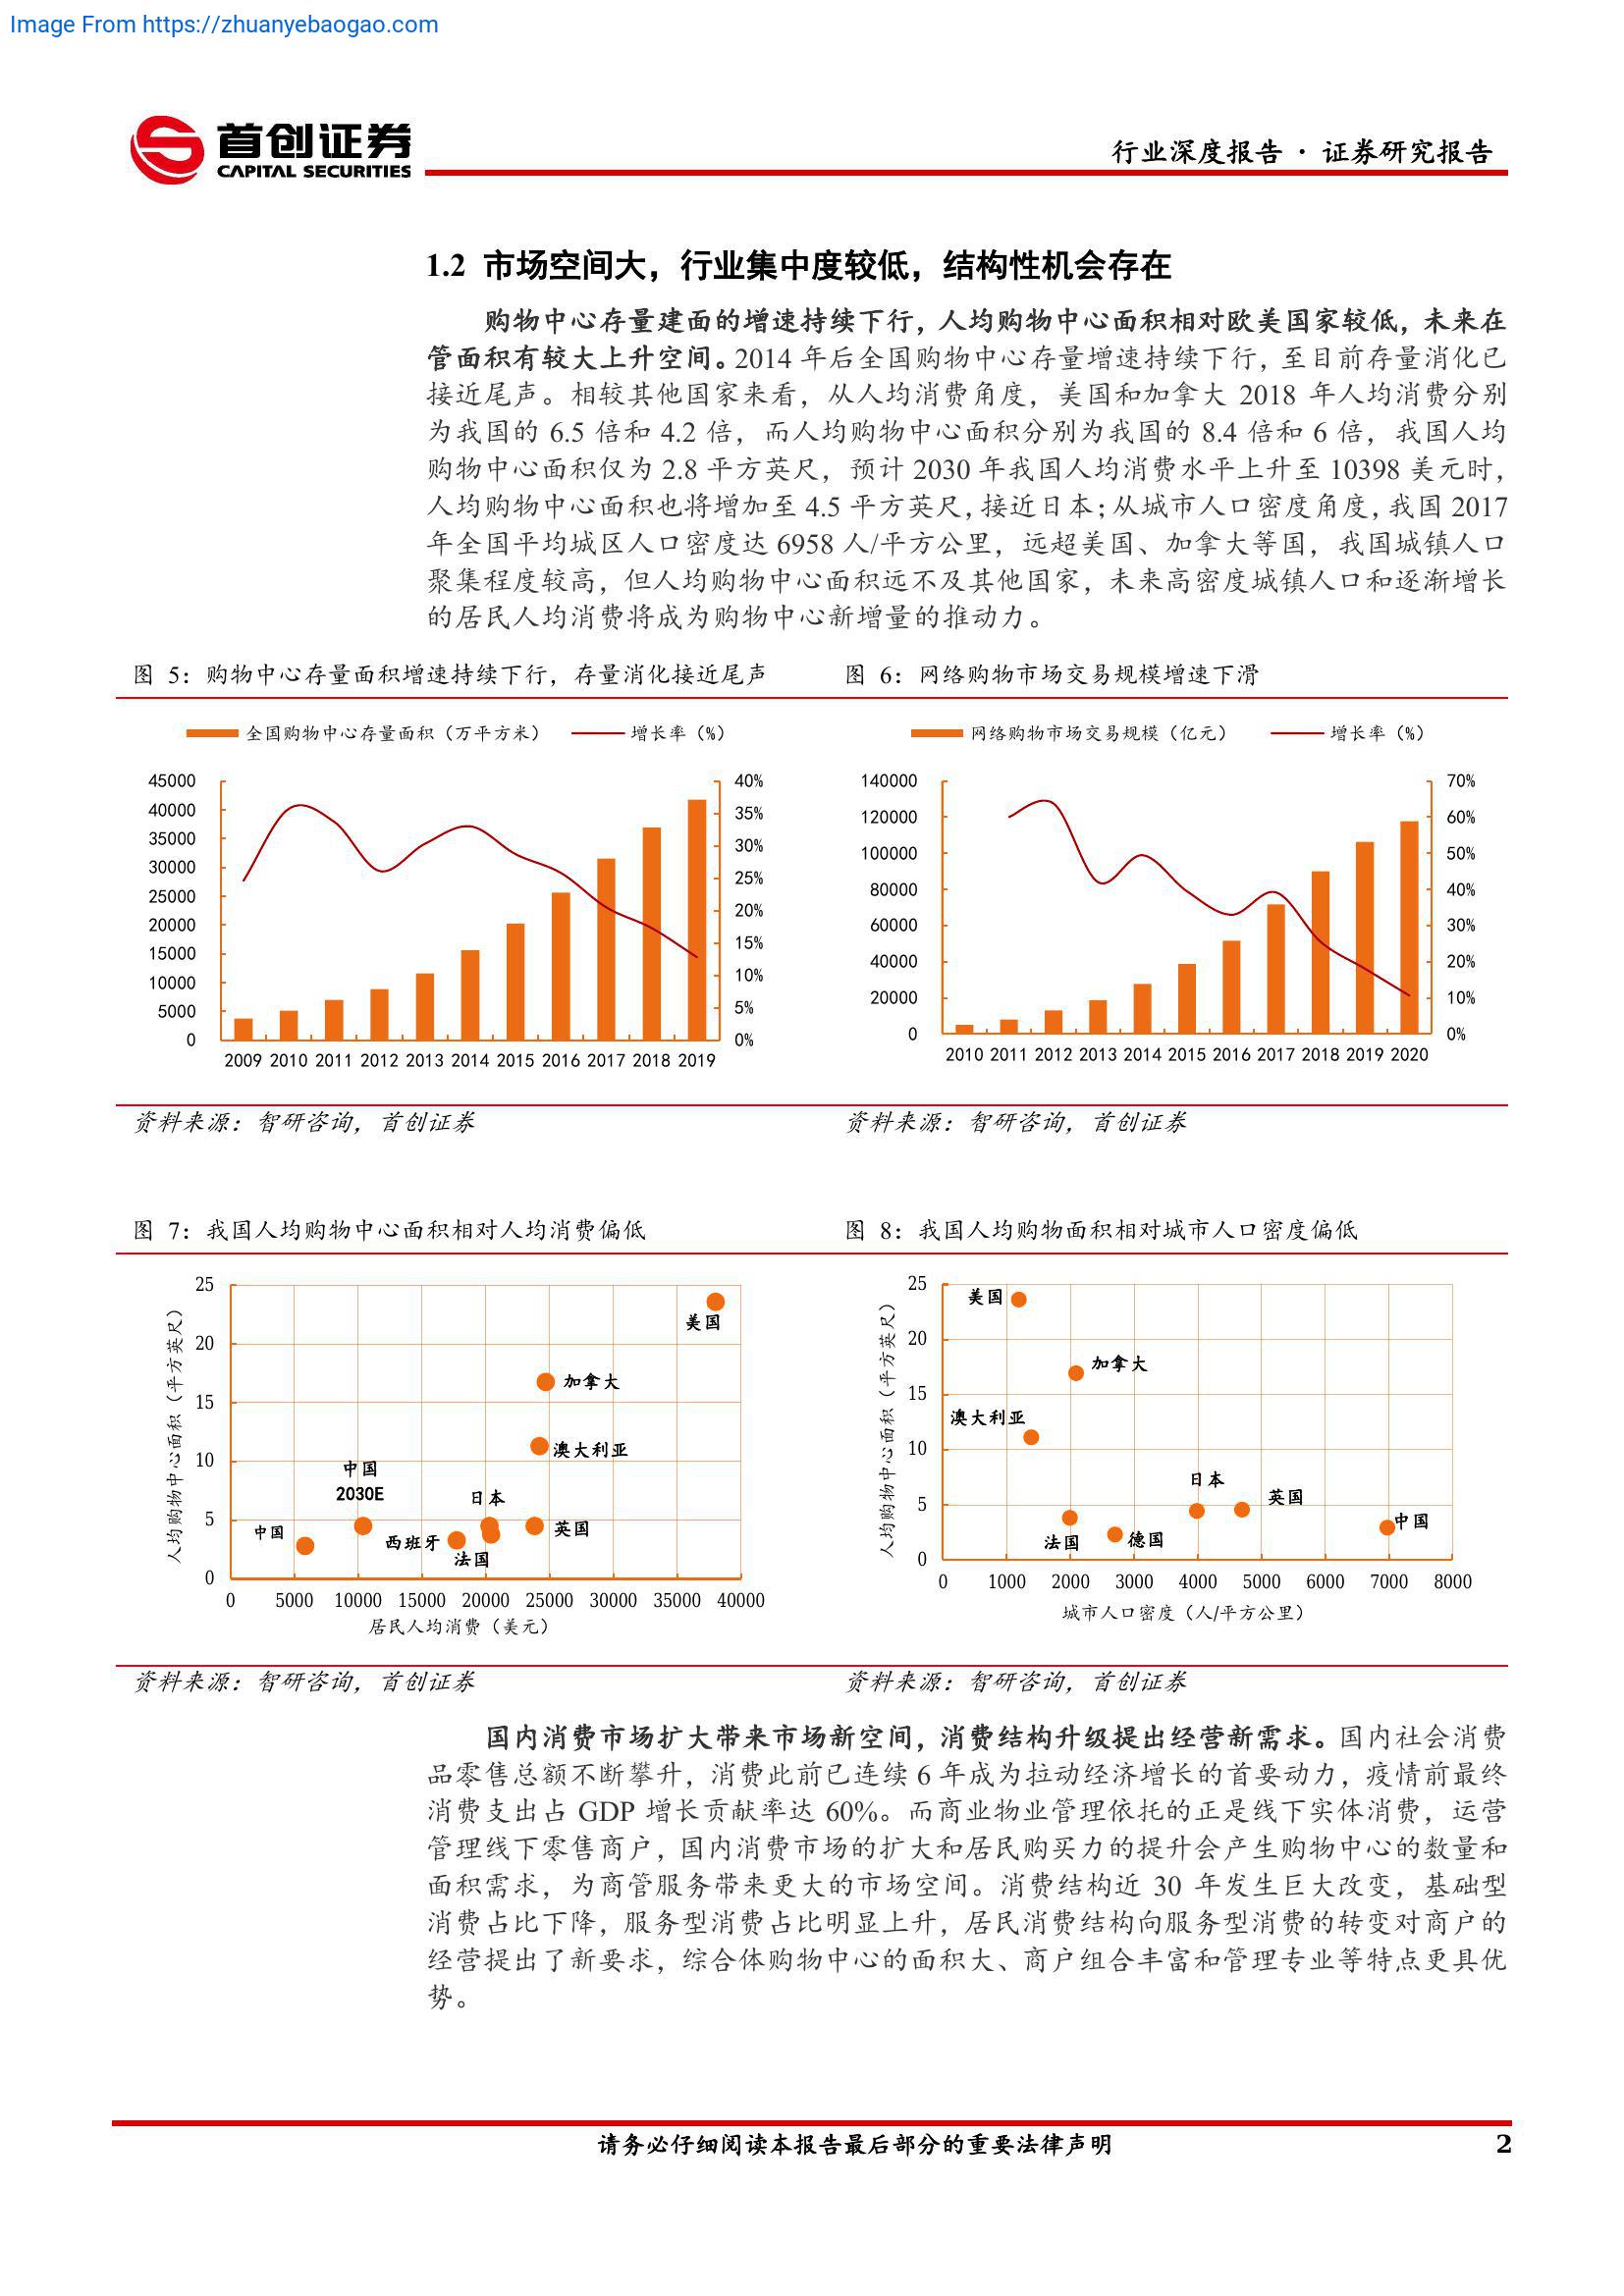 Image From https://zhuanyebaogao.com
首创证券
CAPITAL SECURITIES
行业深度报告 · 证券研究报告
1.2 市场空间大，行业集中度较低，结构性机会存在
购物中心存量建面的增速持续下行，人均购物中心面积相对欧美国家较低，未来在
管面积有较大上升空间。2014 年后全国购物中心存量增速持续下行，至目前存量消化已
接近尾声。相较其他国家来看，从人均消费角度，美国和加拿大 2018 年人均消费分别
为我国的 6.5 倍和 4.2 倍，而人均购物中心面积分别为我国的 8.4 倍和 6 倍，我国人均
购物中心面积仅为 2.8 平方英尺，预计 2030 年我国人均消费水平上升至 10398 美元时，
人均购物中心面积也将增加至 4.5 平方英尺，接近日本；从城市人口密度角度，我国 2017
年全国平均城区人口密度达 6958 人/平方公里，远超美国、加拿大等国，我国城镇人口
聚集程度较高，但人均购物中心面积远不及其他国家，未来高密度城镇人口和逐渐增长
的居民人均消费将成为购物中心新增量的推动力。
图 5：购物中心存量面积增速持续下行，存量消化接近尾声
全国购物中心存量面积（万平方米） 增长率（%）
45000 40%
40000 35%
35000 30%
30000 25%
25000 20%
20000 15%
15000 10%
10000 5%
5000 0%
0
2009 2010 2011 2012 2013 2014 2015 2016 2017 2018 2019
资料来源：智研咨询，首创证券
图 6：网络购物市场交易规模增速下滑
网络购物市场交易规模（亿元） 增长率（%）
140000 70%
120000 60%
100000 50%
80000 40%
60000 30%
40000 20%
20000 10%
0 0%
2010 2011 2012 2013 2014 2015 2016 2017 2018 2019 2020
资料来源：智研咨询，首创证券
图 7：我国人均购物中心面积相对人均消费偏低
人均购物中心面积（平方英尺）
25
20
15
10
5
0
美国
加拿大
澳大利亚
中国
2030E
日本
中国
西班牙
英国
法国
0 5000 10000 15000 20000 25000 30000 35000 40000
居民人均消费（美元）
资料来源：智研咨询，首创证券
图 8：我国人均购物面积相对城市人口密度偏低
人均购物中心面积（平方英尺）
25
20
15
10
5
0
美国
加拿大
澳大利亚
日本
英国
中国
法国
德国
0 1000 2000 3000 4000 5000 6000 7000 8000
城市人口密度（人/平方公里）
资料来源：智研咨询，首创证券
国内消费市场扩大带来市场新空间，消费结构升级提出经营新需求。国内社会消费
品零售总额不断攀升，消费此前已连续 6 年成为拉动经济增长的首要动力，疫情前最终
消费支出占 GDP 增长贡献率达 60%。而商业物业管理依托的正是线下实体消费，运营
管理线下零售商户，国内消费市场的扩大和居民购买力的提升会产生购物中心的数量和
面积需求，为商管服务带来更大的市场空间。消费结构近 30 年发生巨大改变，基础型
消费占比下降，服务型消费占比明显上升，居民消费结构向服务型消费的转变对商户的
经营提出了新要求，综合体购物中心的面积大、商户组合丰富和管理专业等特点更具优
势。
请务必仔细阅读本报告最后部分的重要法律声明
2